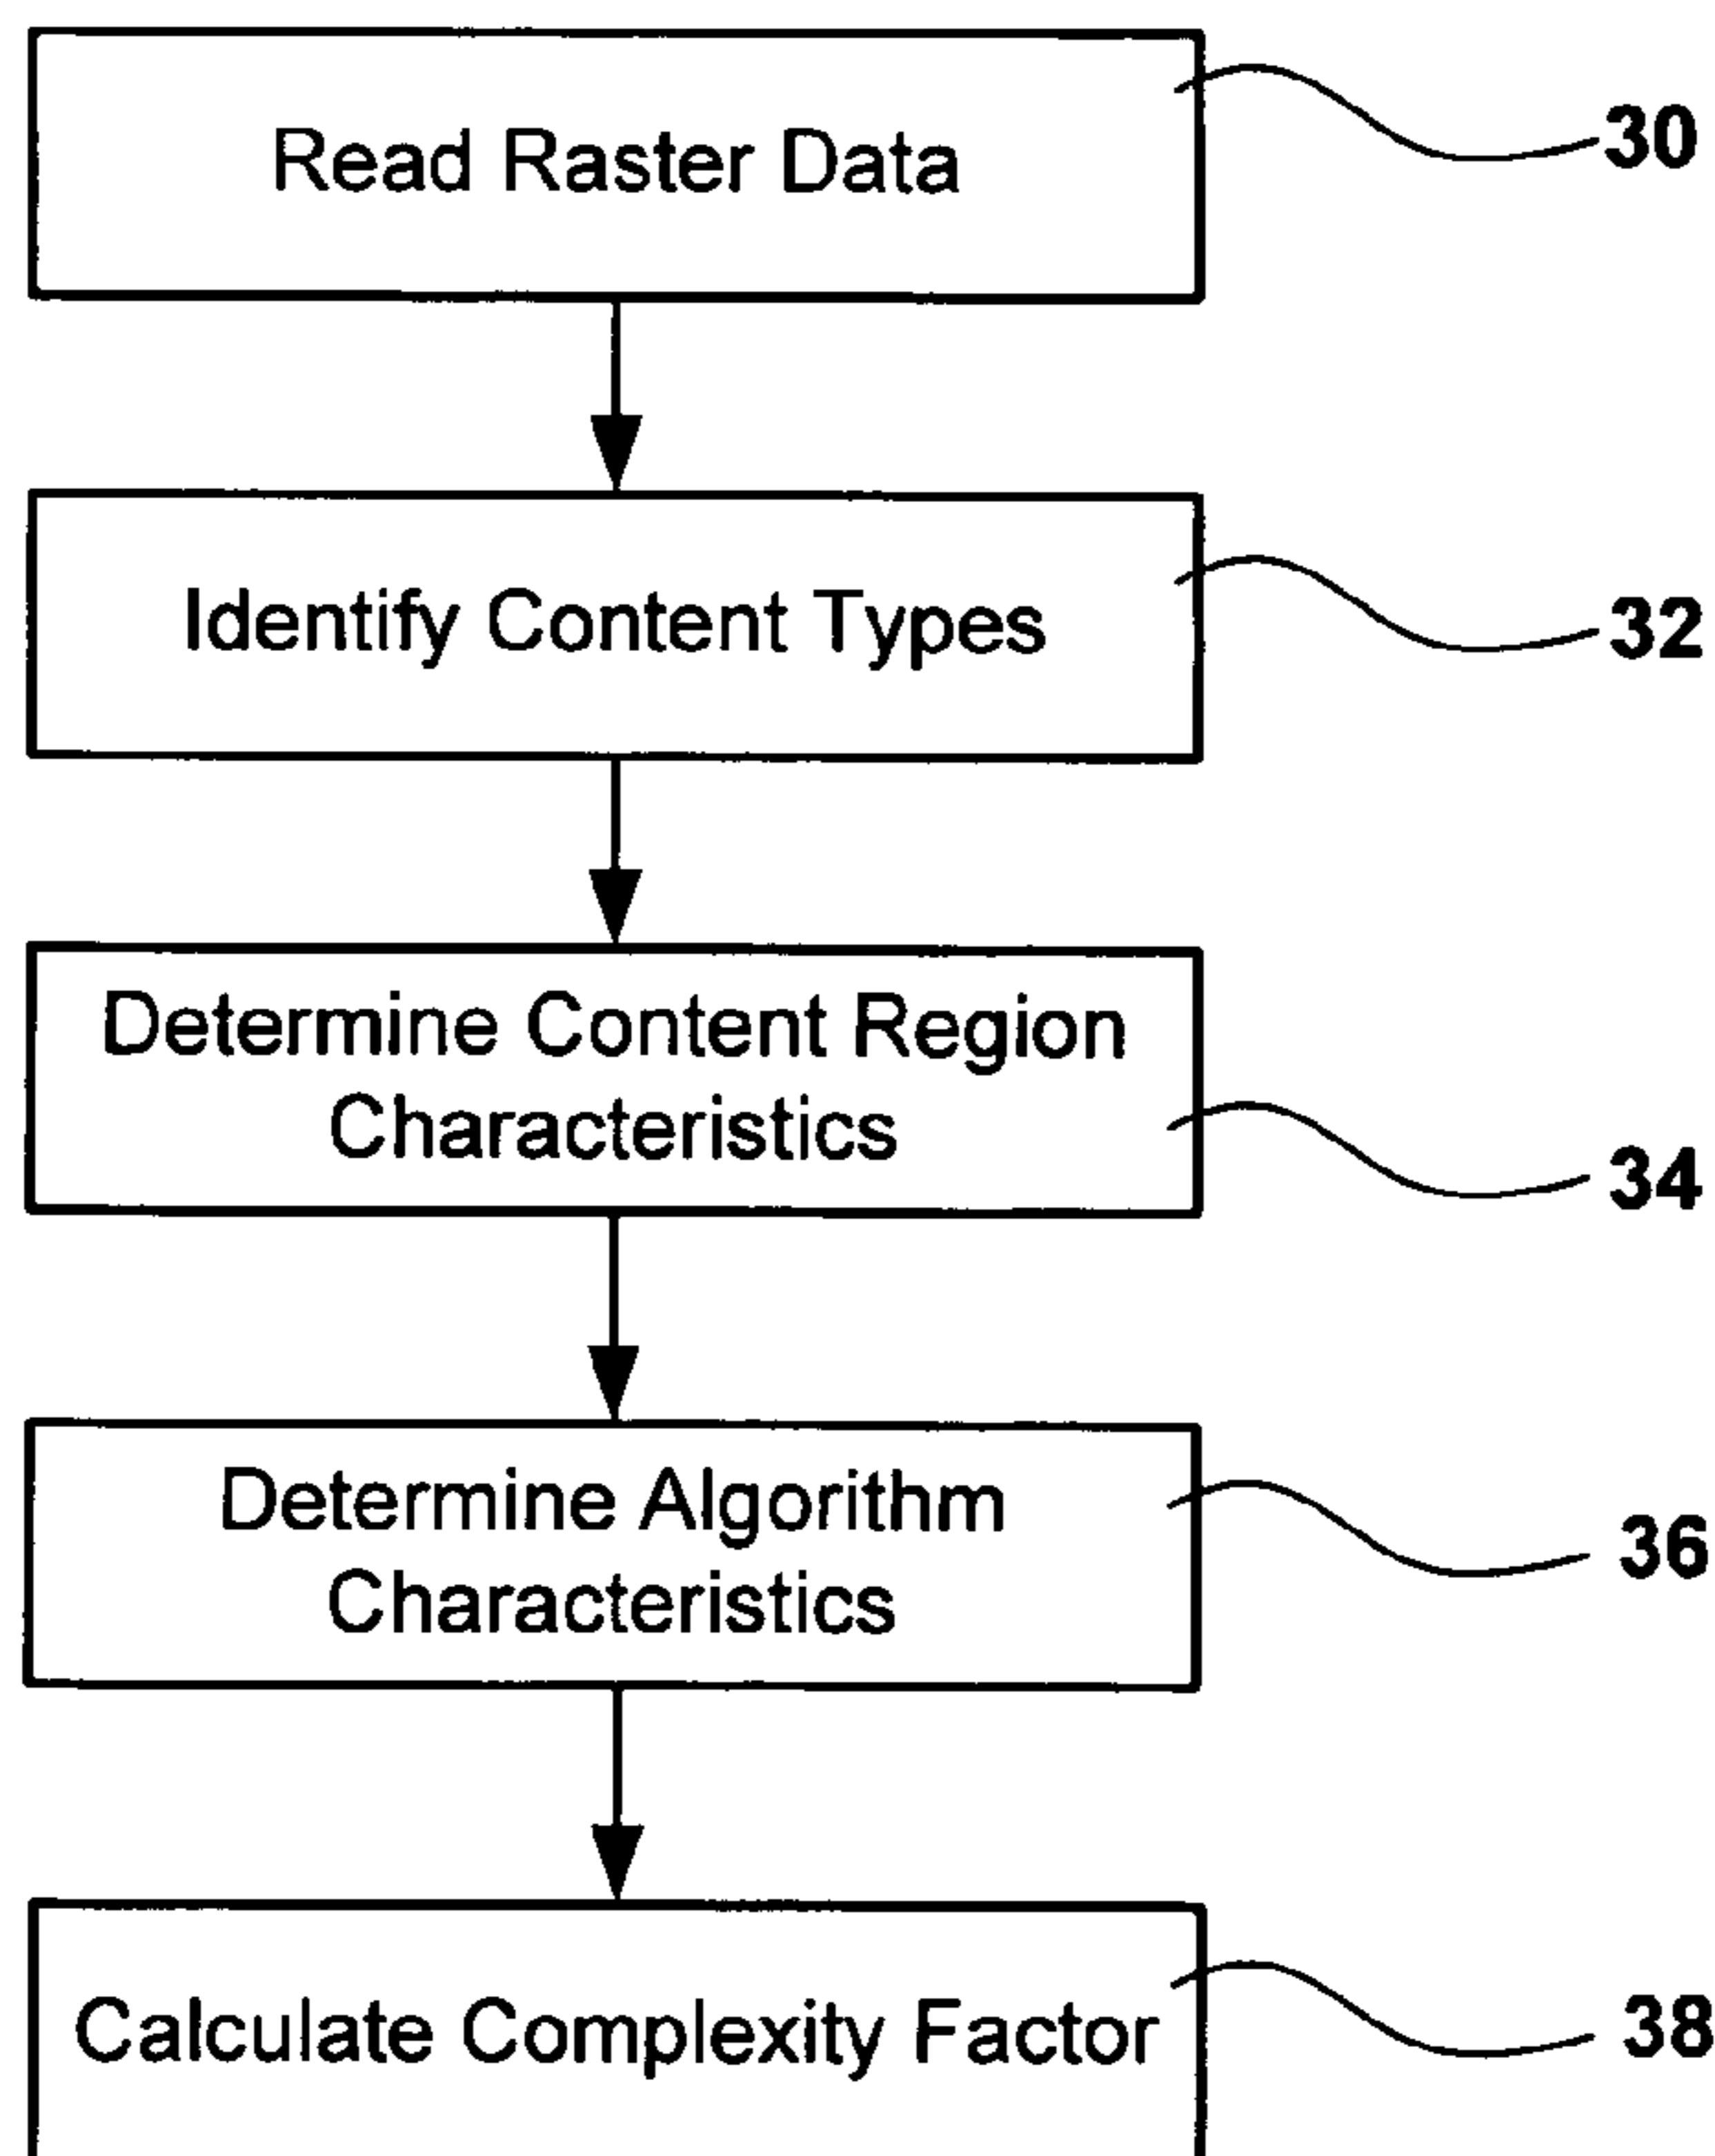 Read Raster Data
30
Identify Content Types
32
Determine Content Region
Characteristics
34
Determine Algorithm
Characteristics
36
Calculate Complexity Factor
38